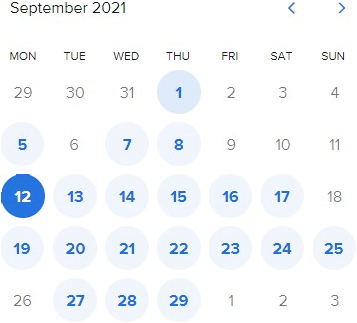 September 2021
MON TUE WED THU FRI SAT SUN
29 30 31 1 2 3 4
5 6 7 8 9 10 11
12 13 14 15 16 17 18
19 20 21 22 23 24 25
26 27 28 29 1 2 3